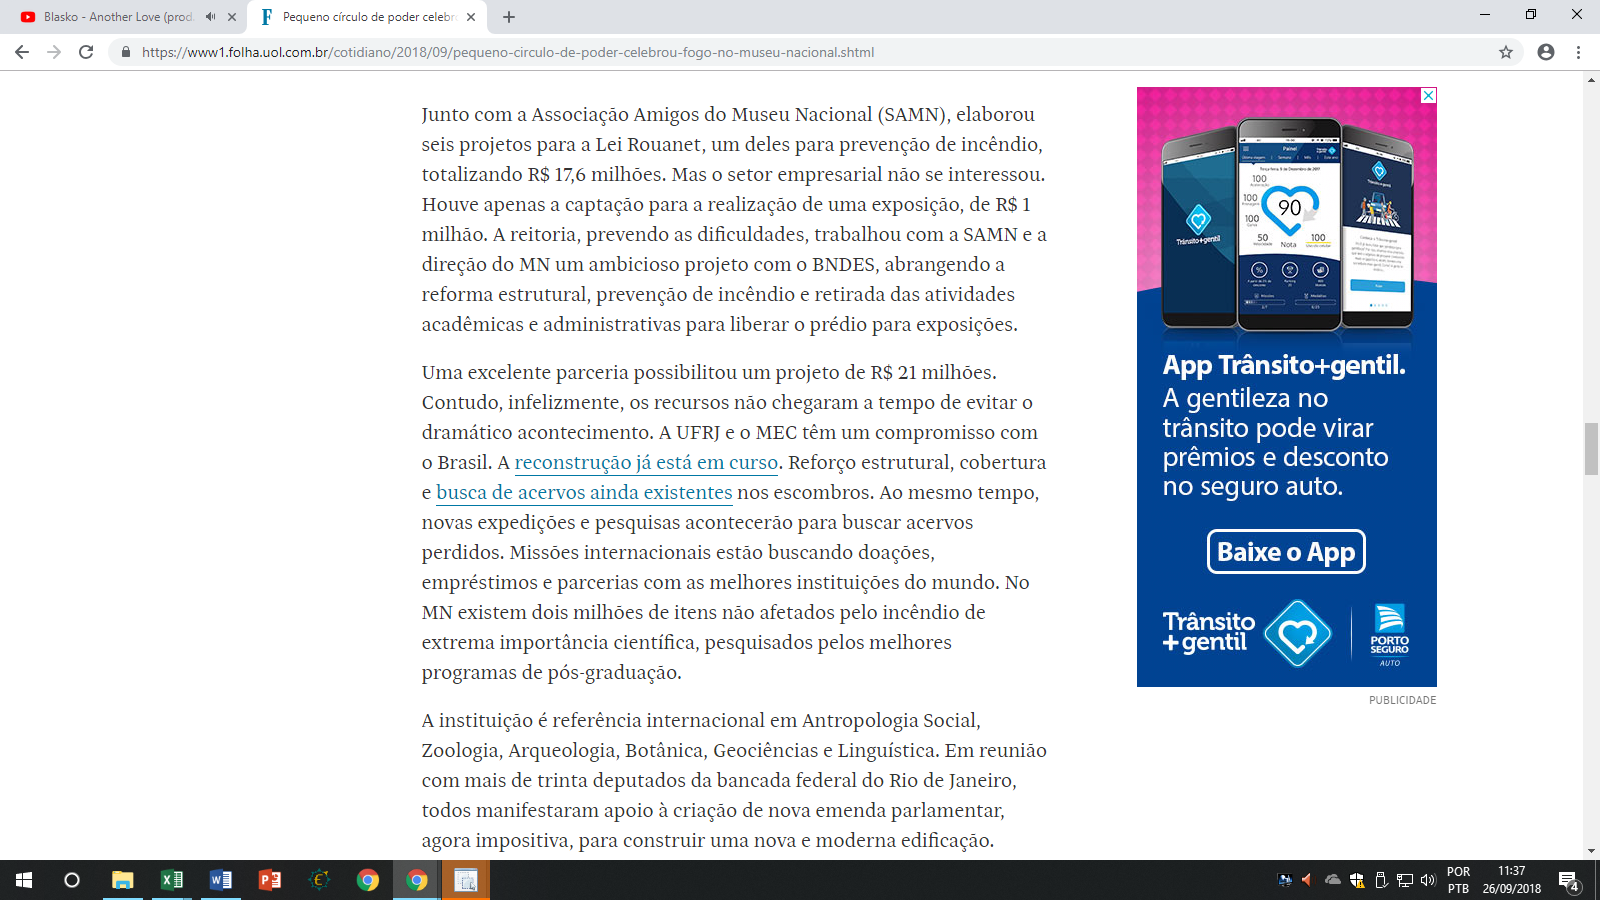 Blasko - Another Love (prod.
Pequeno círculo de poder celebr
https://www1.folha.uol.com.br/cotidiano/2018/09/pequeno-circulo-de-poder-celebrou-fogo-no-museu-nacional.shtml
Junto com a Associação Amigos do Museu Nacional (SAMN), elaborou
seis projetos para a Lei Rouanet, um deles para prevenção de incêndio,
totalizando R$ 17,6 milhões. Mas o setor empresarial não se interessou.
Houve apenas a captação para a realização de uma exposição, de R$ 1
milhão. A reitoria, prevendo as dificuldades, trabalhou com a SAMN e a
direção do MN um ambicioso projeto com o BNDES, abrangendo a
reforma estrutural, prevenção de incêndio e retirada das atividades
acadêmicas e administrativas para liberar o prédio para exposições.
Uma excelente parceria possibilitou um projeto de R$ 21 milhões.
Contudo, infelizmente, os recursos não chegaram a tempo de evitar o
dramático acontecimento. A UFRJ e o MEC têm um compromisso com
o Brasil. A reconstrução já está em curso. Reforço estrutural, cobertura
e busca de acervos ainda existentes nos escombros. Ao mesmo tempo,
novas expedições e pesquisas acontecerão para buscar acervos
perdidos. Missões internacionais estão buscando doações,
empréstimos e parcerias com as melhores instituições do mundo. No
MN existem dois milhões de itens não afetados pelo incêndio de
extrema importância científica, pesquisados pelos melhores
programas de pós-graduação.
A instituição é referência internacional em Antropologia Social,
Zoologia, Arqueologia, Botânica, Geociências e Linguística. Em reunião
com mais de trinta deputados da bancada federal do Rio de Janeiro,
todos manifestaram apoio à criação de nova emenda parlamentar,
agora impositiva, para construir uma nova e moderna edificação.
Painel
100
100
100
50
90
Nota
100
Trânsito+gentil
App Trânsito+gentil.
A gentileza no
trânsito pode virar
prêmios e desconto
no seguro auto.
Baixe o App
Trânsito
+gentil
PORTO
SEGURO
AUTO
PUBLICIDADE
POR
PTB
11:37
26/09/2018
4